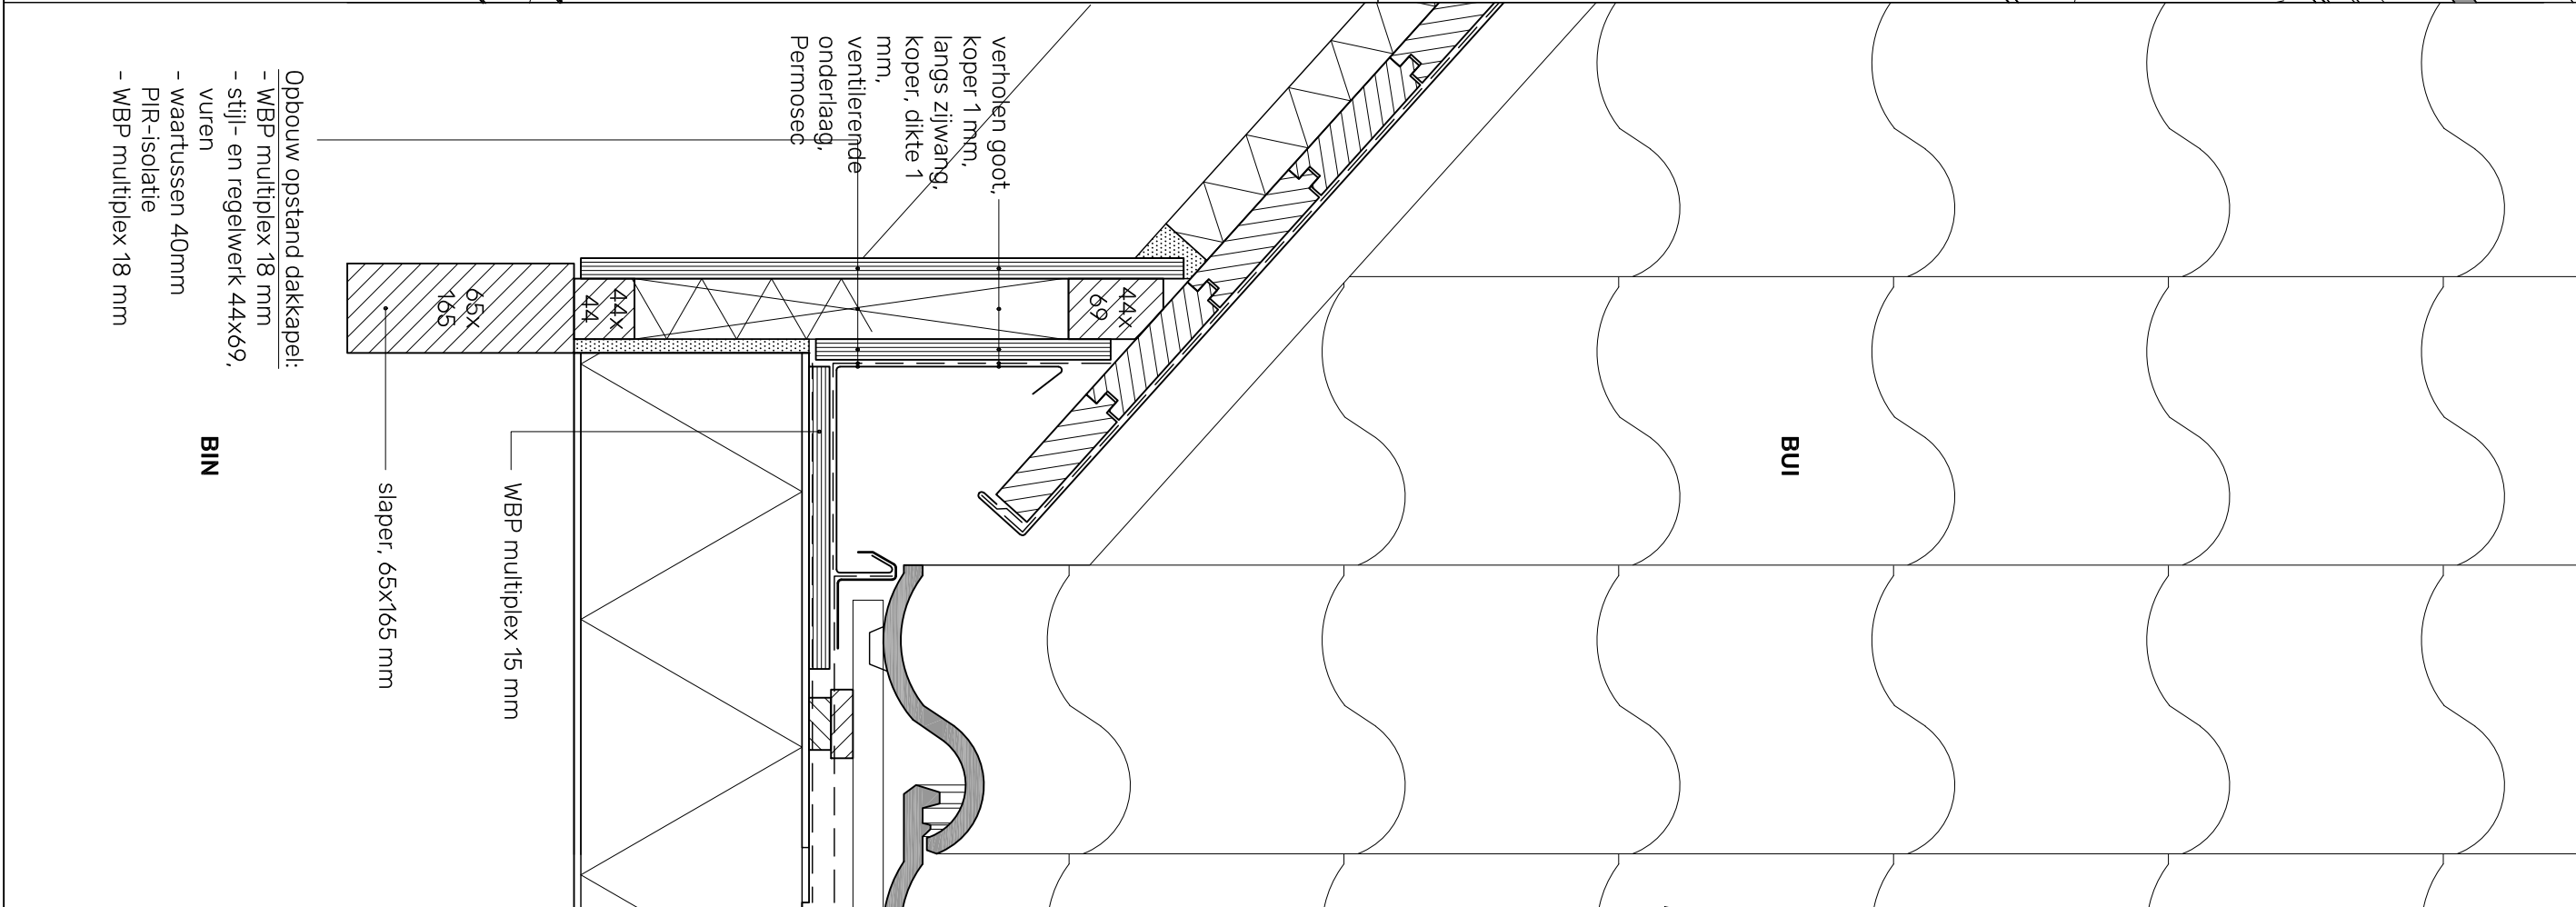 verholen goot,
koper 1 mm,
langs zijwang,
koper, dikte 1
mm,
ventilerende
onderlaag,
Permosec
Opbouw opstand dakkapel:
- WBP multiplex 18 mm
- stijl- en regelwerk 44x69,
vuren
- waartussen 40mm
PIR-isolatie
- WBP multiplex 18 mm
44x
69
44x
44
65x
165
BUI
BIN
WBP multiplex 15 mm
slaper, 65x165 mm